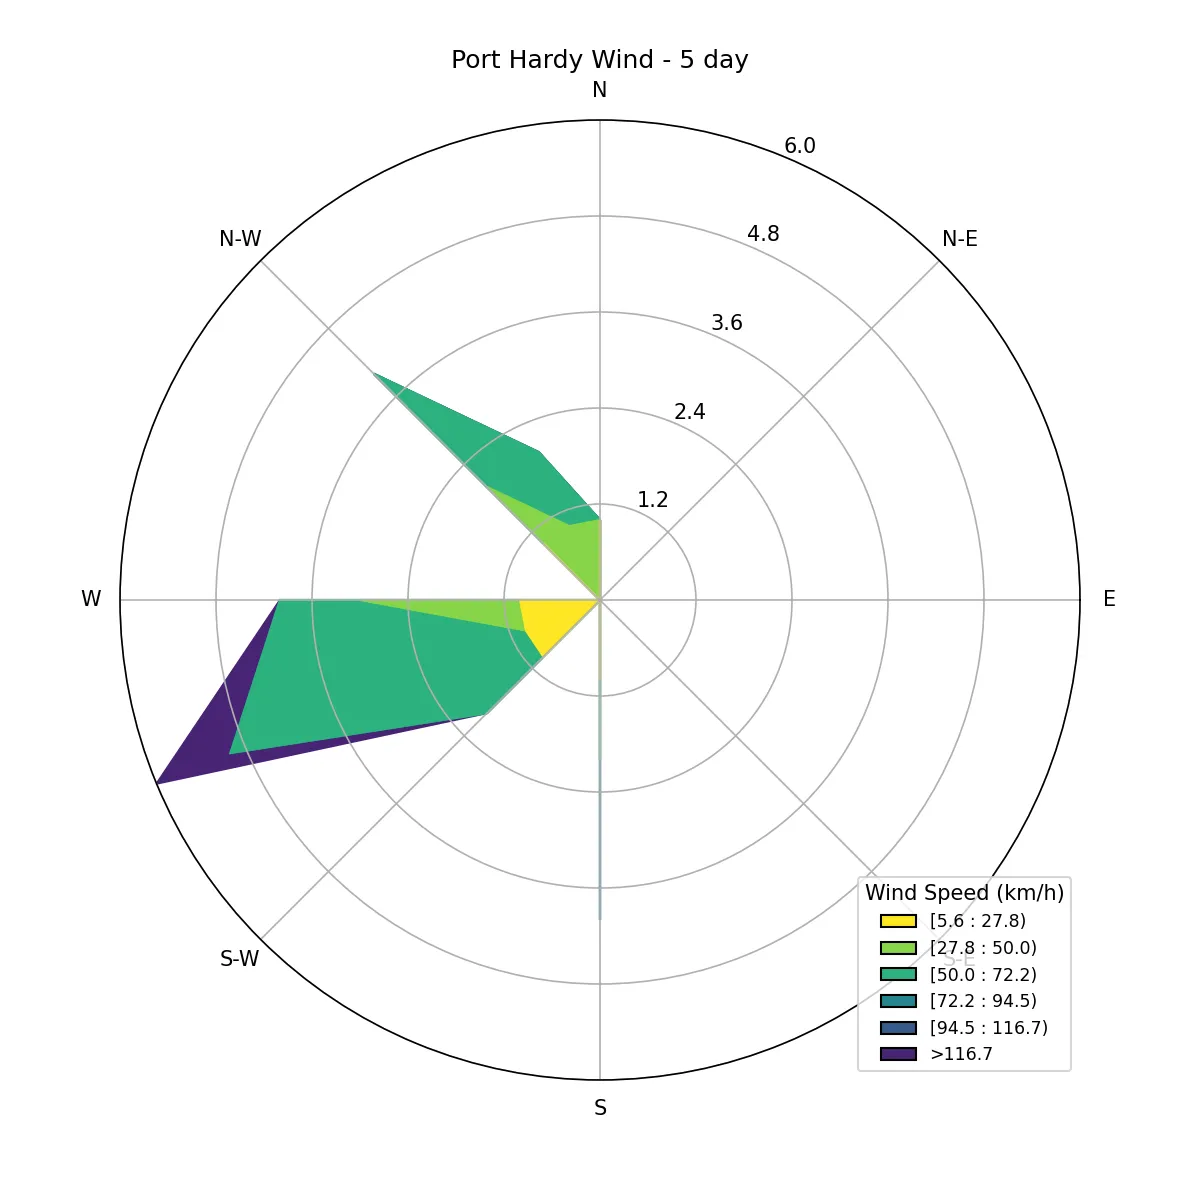 Port Hardy Wind - 5 day
N
6.0
N-W
N-E
4.8
3.6
2.4
1.2
W
E
S-W
S-E
S
Wind Speed (km/h)
[5.6 : 27.8)
[27.8 : 50.0)
[50.0 : 72.2)
[72.2 : 94.5)
[94.5 : 116.7)
>116.7